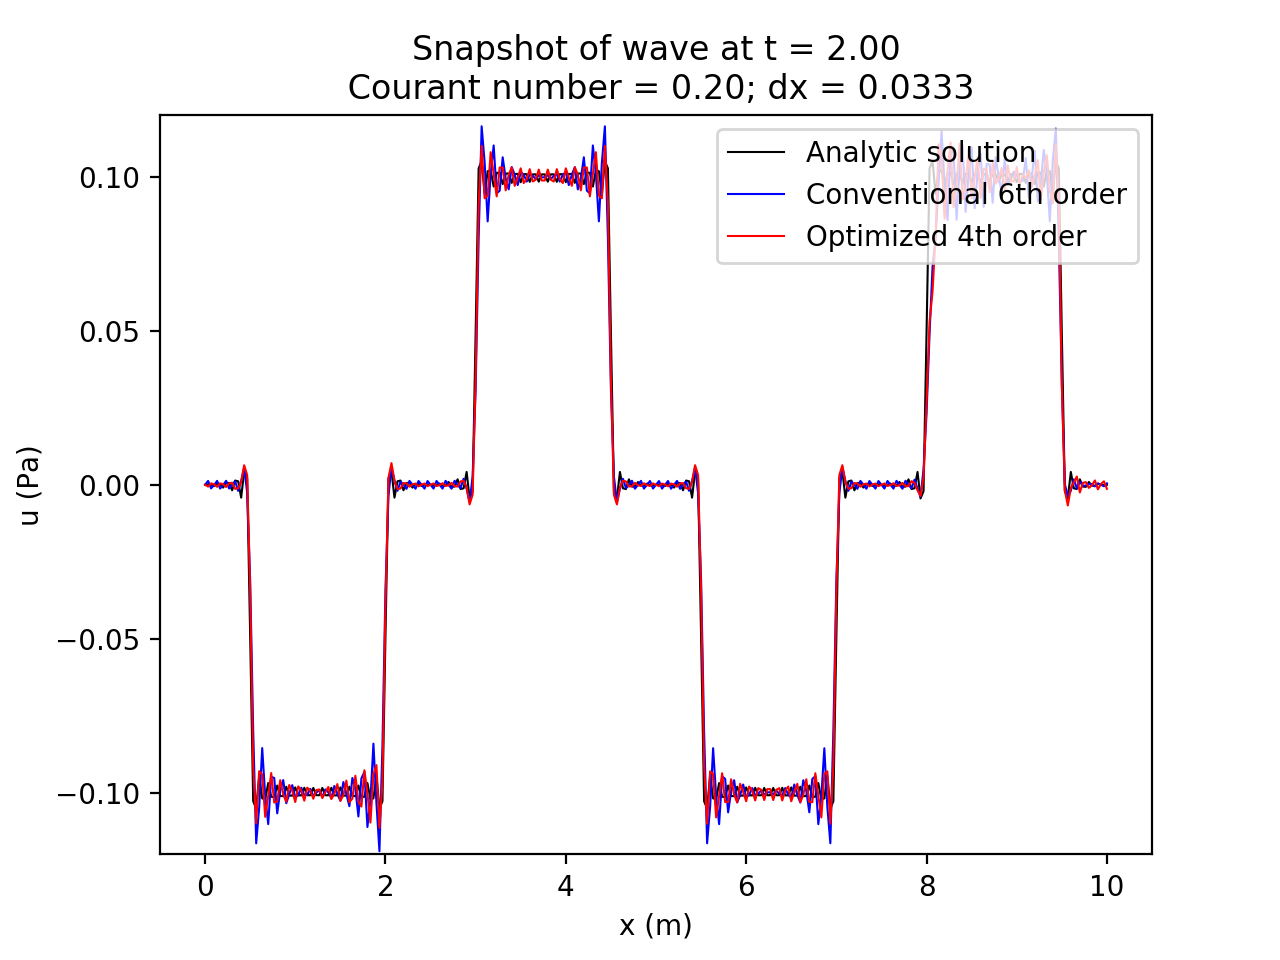 Snapshot of wave at t = 2.00
Courant number = 0.20; dx = 0.0333
Analytic solution
Conventional 6th order
Optimized 4th order
0.10
0.05
0.00
−0.05
−0.10
u (Pa)
0 2 4 6 8 10
x (m)